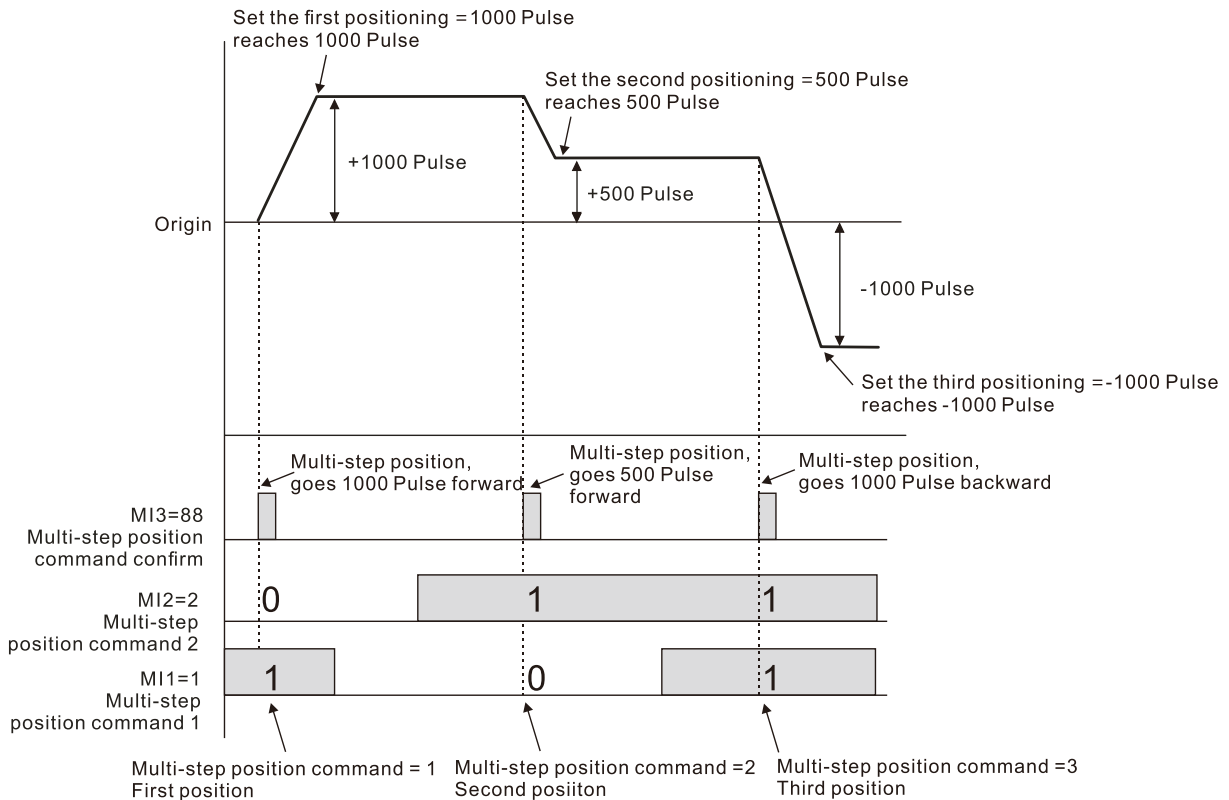 Set the first positioning =1000 Pulse
reaches 1000 Pulse
Set the second positioning =500 Pulse
reaches 500 Pulse
+1000 Pulse
+500 Pulse
Origin
-1000 Pulse
Set the third positioning =-1000 Pulse
reaches -1000 Pulse
Multi-step position,
goes 1000 Pulse forward
Multi-step position,
goes 500 Pulse
forward
Multi-step position,
goes 1000 Pulse backward
MI3=88
Multi-step position
command confirm
MI2=2
Multi-step
position command 2
0
1
1
MI1=1
Multi-step
position command 1
1
0
1
Multi-step position command = 1
First position
Multi-step position command =2
Second posiiton
Multi-step position command =3
Third position